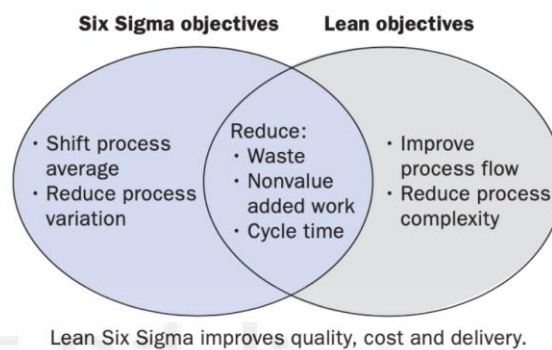 Six Sigma objectives
Lean objectives
· Shift process
average
· Reduce process
variation
Reduce:
· Waste
· Nonvalue
added work
· Cycle time
· Improve
process flow
· Reduce process
complexity
Lean Six Sigma improves quality, cost and delivery.